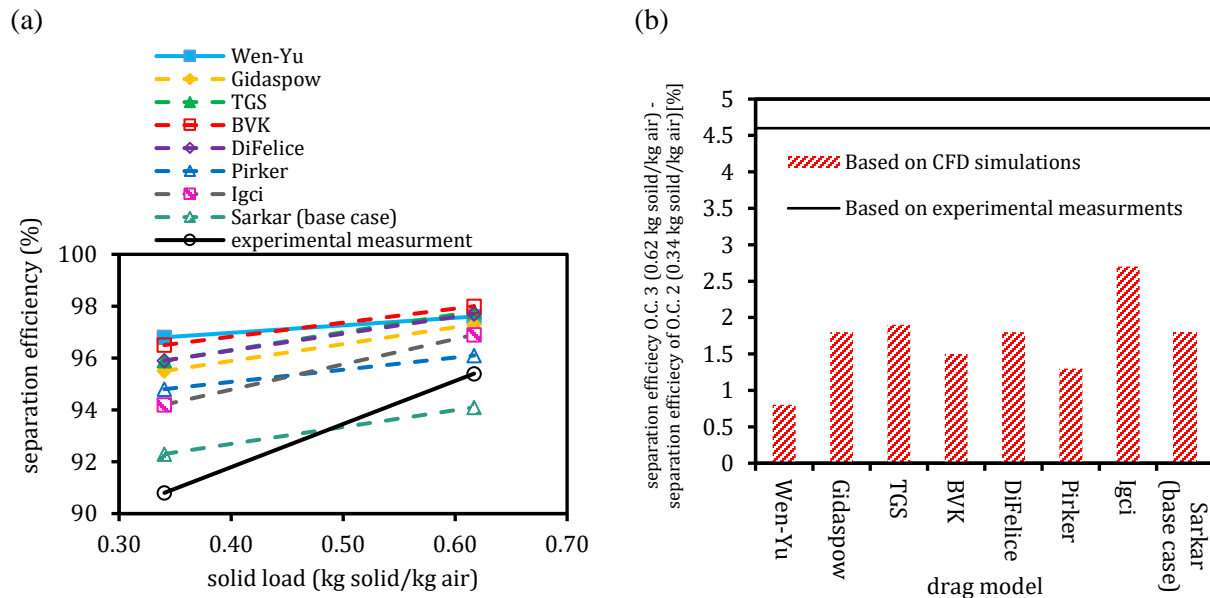 (a)
Wen-Yu
Gidaspow
TGS
BVK
DiFelice
Pirker
Igci
Sarkar (base case)
experimental measurment
separation efficiency (%)
100
98
96
94
92
90
0.30
0.40
0.50
0.60
0.70
solid load (kg solid/kg air)
(b)
separation efficiecy O.C. 3 (0.62 kg soild/kg air) -
separation efficiecy of O.C. 2 (0.34 kg soild/kg air)[%]
5
4.5
4
3.5
3
2.5
2
1.5
1
0.5
0
Based on CFD simulations
Based on experimental measurments
Wen-Yu
Gidaspow
TGS
BVK
DiFelice
Pirker
Igci
Sarkar
(base case)
drag model